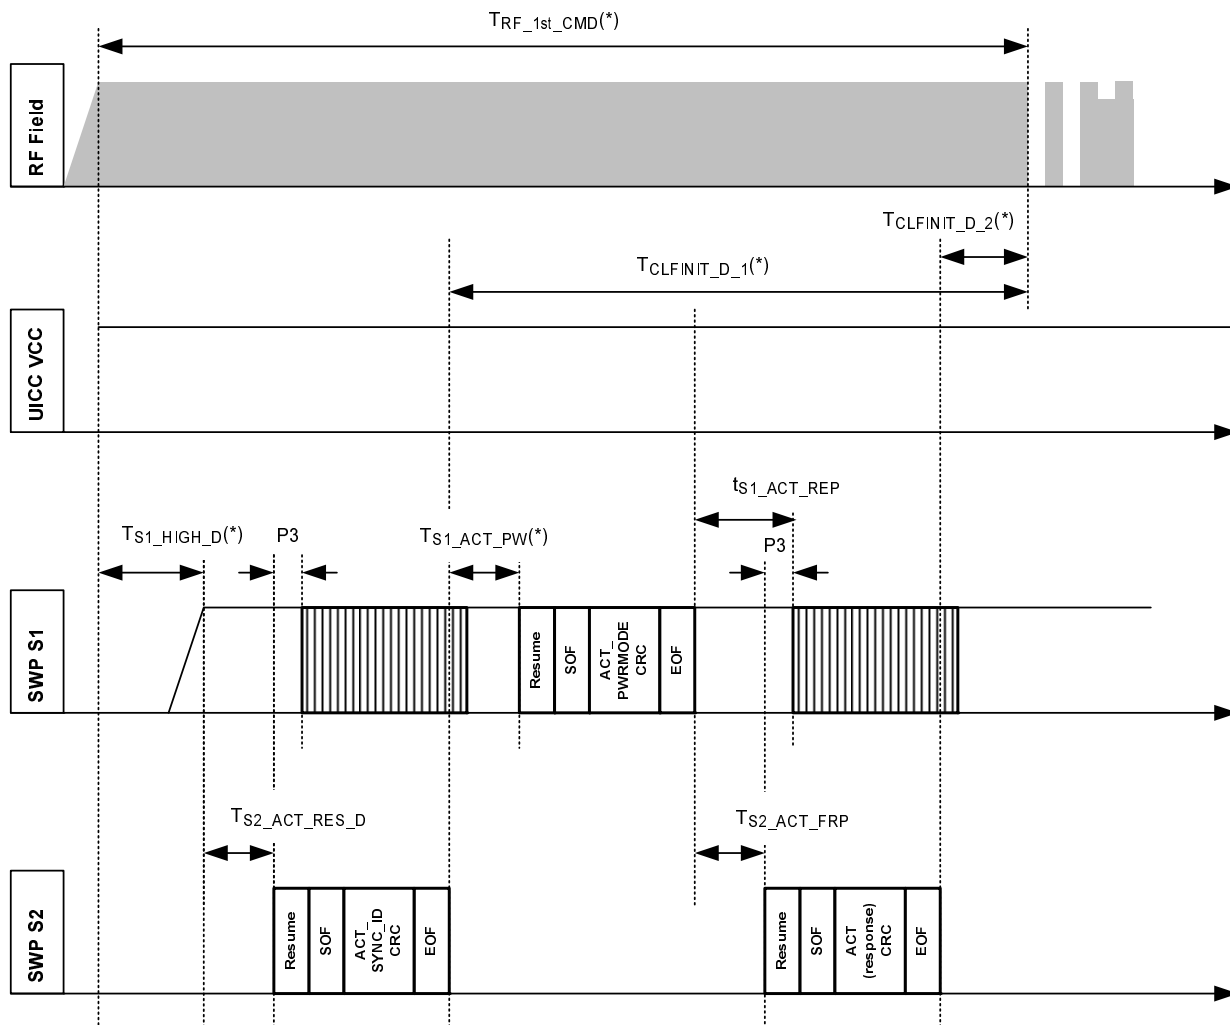 TRF_1st_CMD(*)
RF Field
TCLFINIT_D_2(*)
TCLFINIT_D_1(*)
UICC VCC
tS1_ACT_REP
TS1_HIGH_D(*)
P3
TS1_ACT_PW(*)
P3
SWP S1
Resume
SOF
ACT_
PWRMODE
CRC
EOF
TS2_ACT_RES_D
TS2_ACT_FRP
SWP S2
Resume
SOF
ACT_
SYNC_ID
CRC
EOF
Resume
SOF
ACT
(response)
CRC
EOF